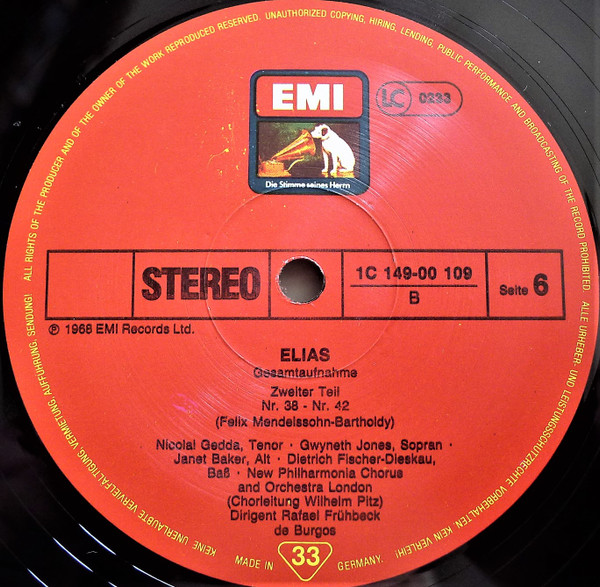 ALL RIGHTS OF THE PRODUCER AND OF THE OWNER OF THE WORK REPRODUCED RESERVED. UNAUTHORIZED COPYING, HIRING, LENDING, PUBLIC PERFORMANCE AND BROADCASTING OF THE RECORD PROHIBITED. ALLE URHEBER- UND LEISTUNGSSCHUTZRECHTE VORBEHALTEN KEIN VERLEIH! KEINE UNERLAUBTE VERVIELFÄLTIGUNG VERMIETUNG AUFFÜHRUNG, SENDUNG!
EMI
LC 0233
Die Stimme seines Herrn
STEREO
1C 149-00 109
B
Seite 6
℗ 1968 EMI Records Ltd.
ELIAS
Gesamtaufnahme
Zweiter Teil
Nr. 38 - Nr. 42
(Felix Mendelssohn-Bartholdy)
Nicolai Gedda, Tenor · Gwyneth Jones, Sopran ·
Janet Baker, Alt · Dietrich Fischer-Dieskau,
Baß · New Philharmonia Chorus
and Orchestra London
(Chorleitung Wilhelm Pitz)
Dirigent Rafael Frühbeck
de Burgos
MADE IN 33 GERMANY.